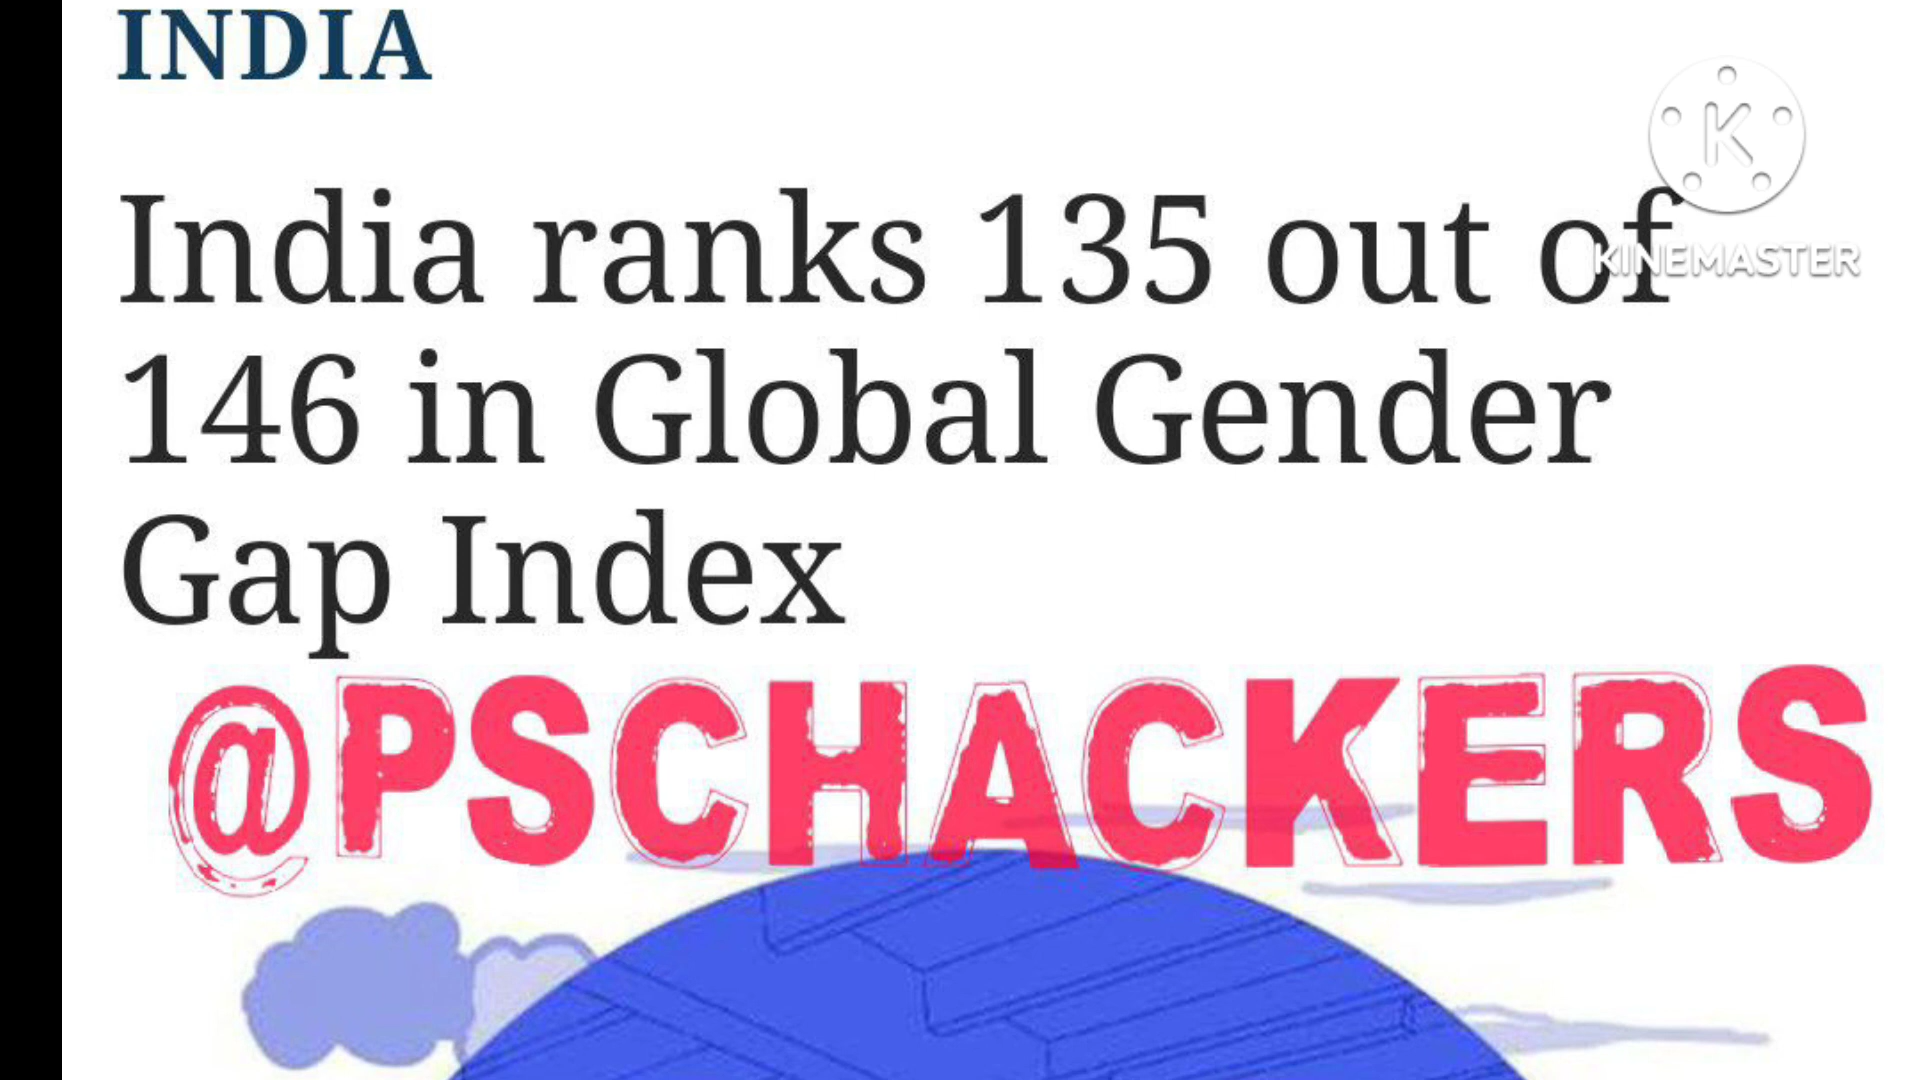 INDIA
India ranks 135 out of
146 in Global Gender
Gap Index
K
KINEMASTER
@PSCHACKERS